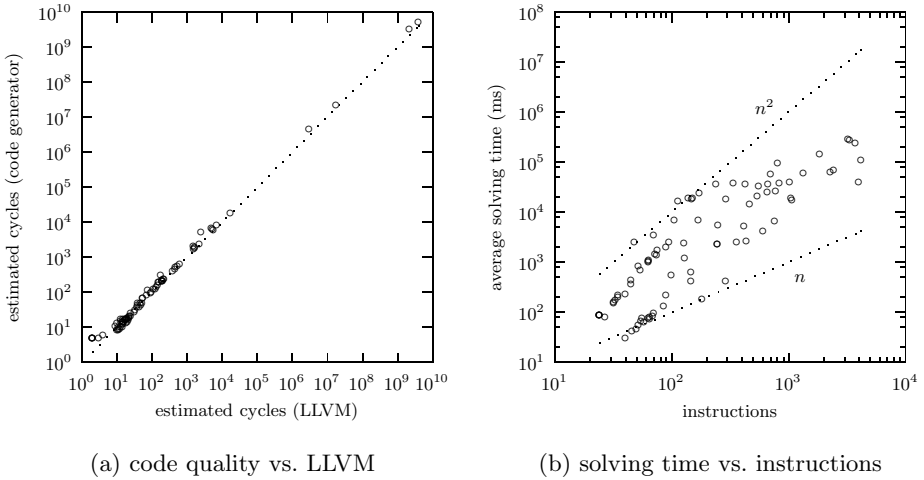 10^10
10^9
10^8
10^7
10^6
10^5
10^4
10^3
10^2
10^1
10^0
estimated cycles (code generator)
10^0 10^1 10^2 10^3 10^4 10^5 10^6 10^7 10^8 10^9 10^10
estimated cycles (LLVM)
(a) code quality vs. LLVM
10^8
10^7
10^6
10^5
10^4
10^3
10^2
10^1
average solving time (ms)
n^2
n
10^1 10^2 10^3 10^4
instructions
(b) solving time vs. instructions